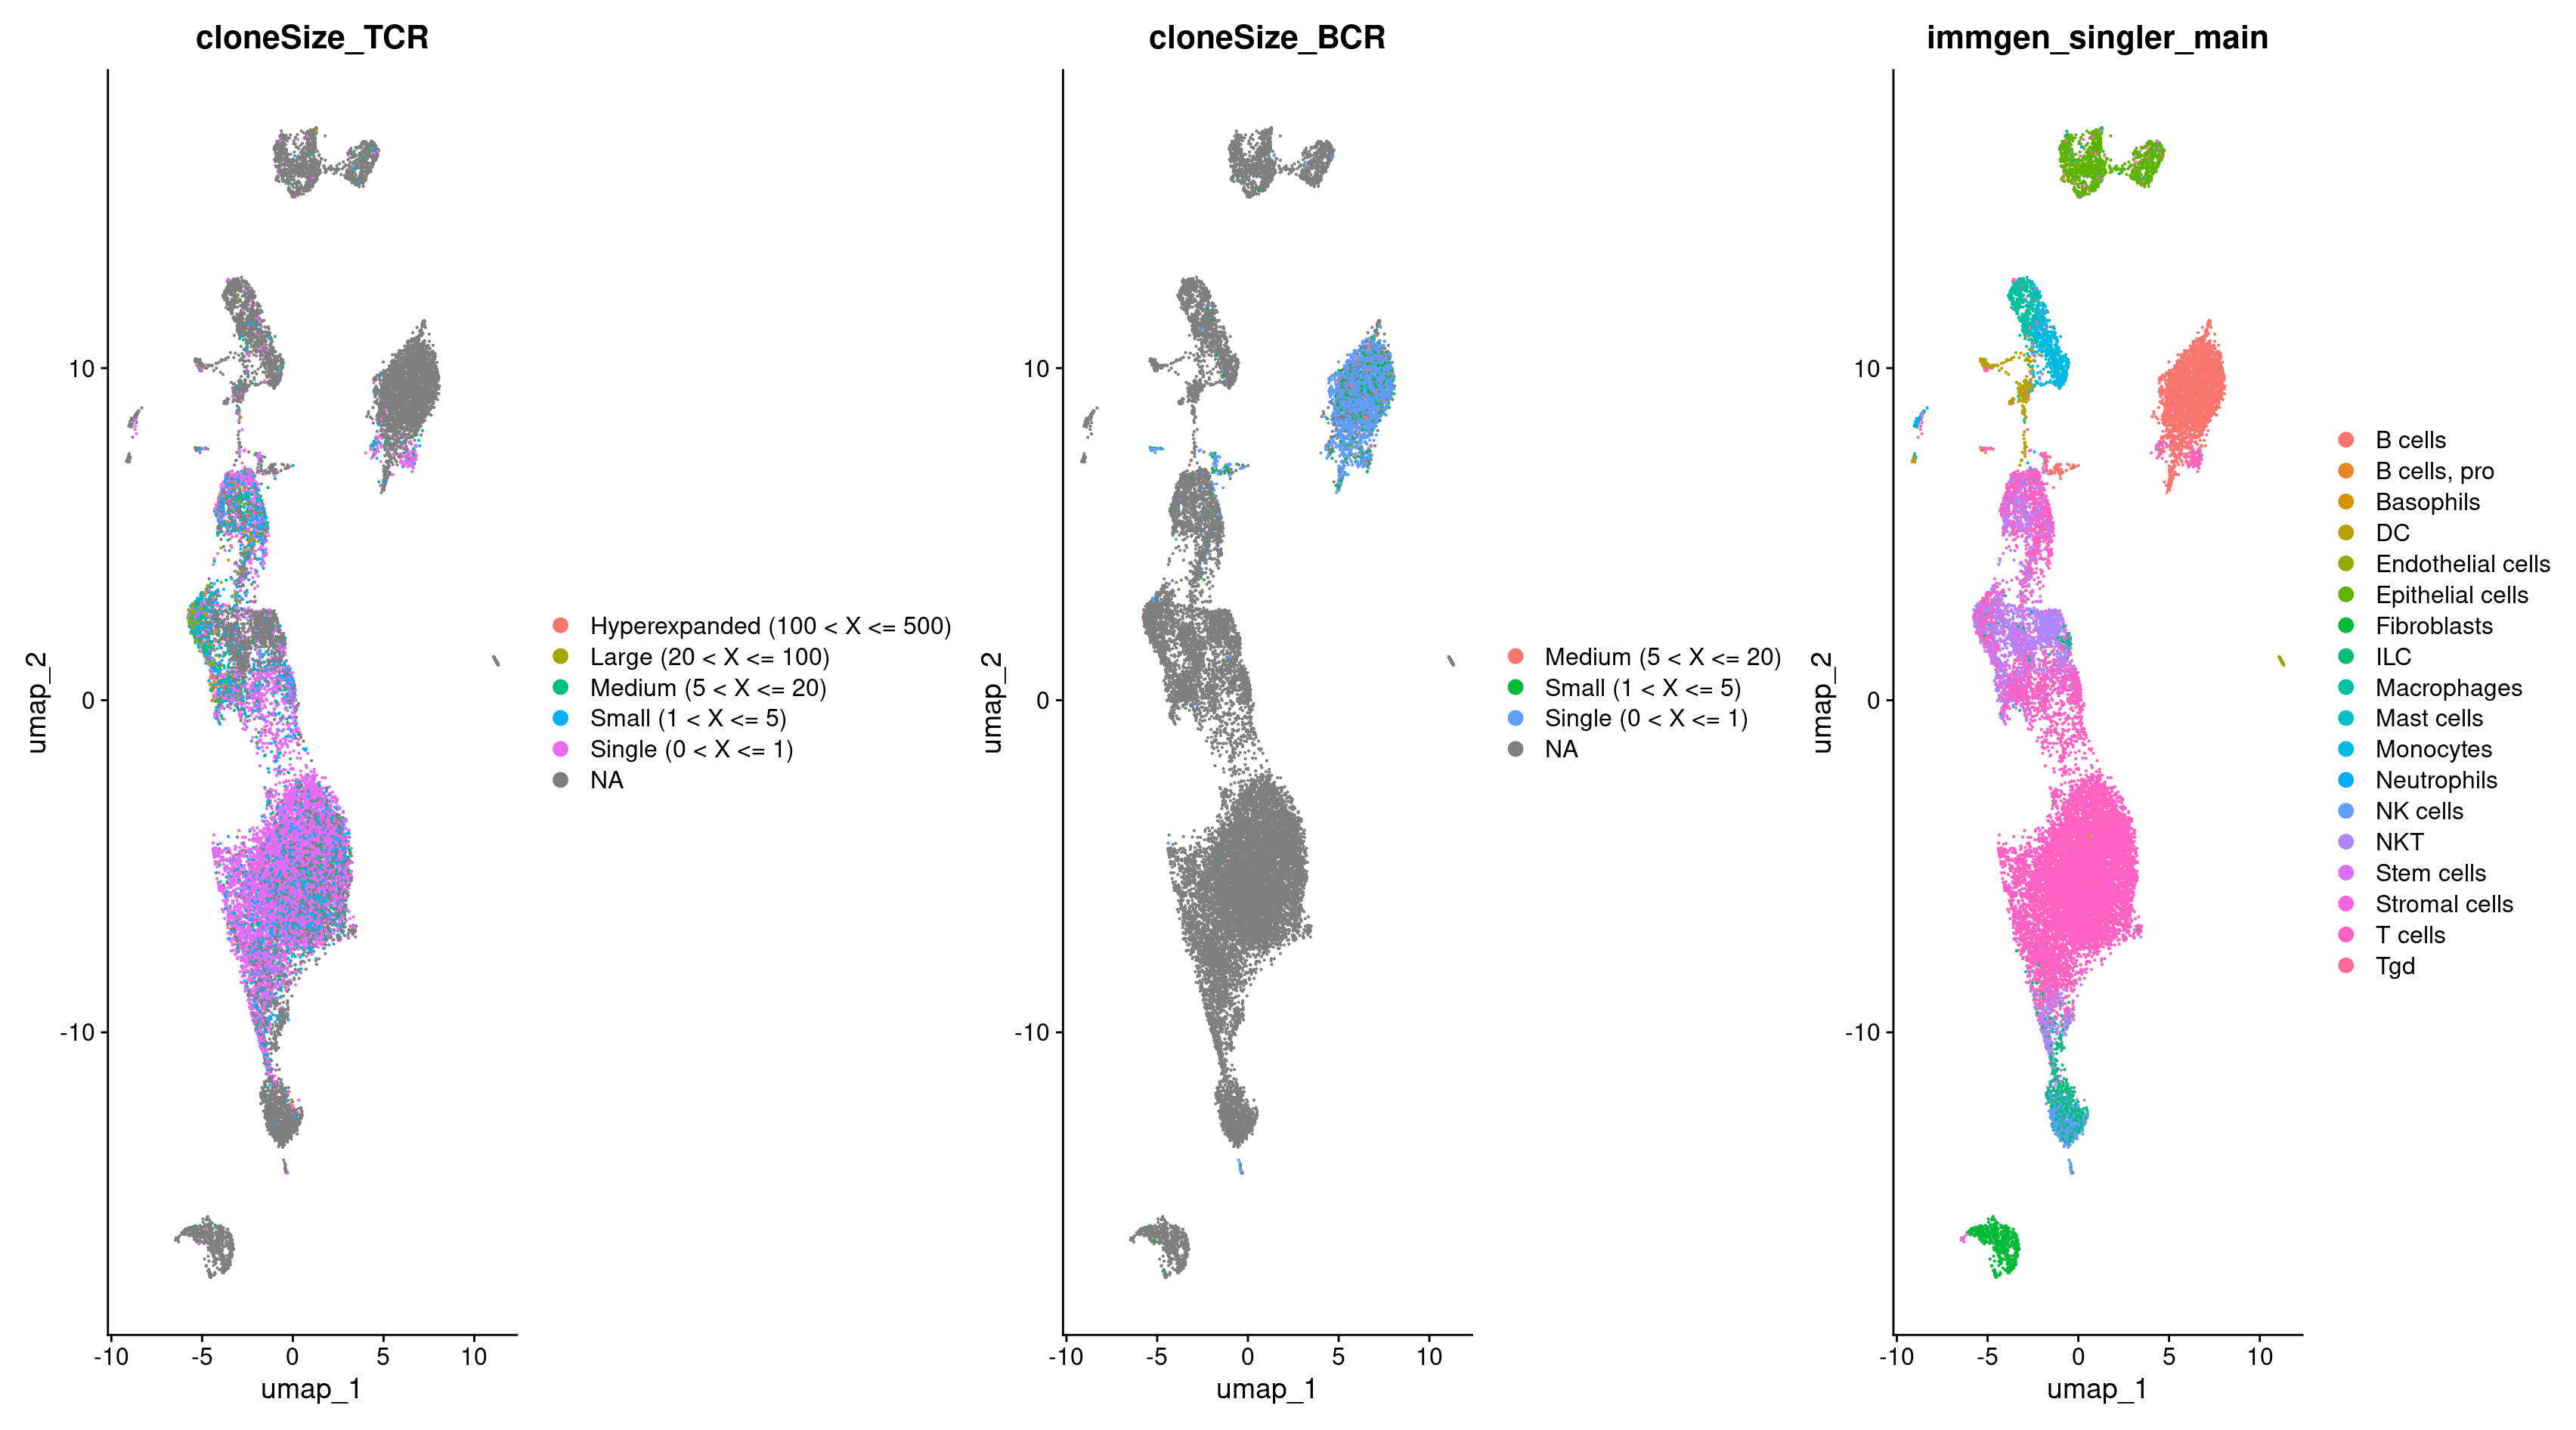 cloneSize_TCR
umap_2
10
0
-10
-10
-5
0
5
10
umap_1
Hyperexpanded (100 < X <= 500)
Large (20 < X <= 100)
Medium (5 < X <= 20)
Small (1 < X <= 5)
Single (0 < X <= 1)
NA
cloneSize_BCR
umap_2
10
0
-10
-10
-5
0
5
10
umap_1
Medium (5 < X <= 20)
Small (1 < X <= 5)
Single (0 < X <= 1)
NA
immgen_singler_main
umap_2
10
0
-10
-10
-5
0
5
10
umap_1
B cells
B cells, pro
Basophils
DC
Endothelial cells
Epithelial cells
Fibroblasts
ILC
Macrophages
Mast cells
Monocytes
Neutrophils
NK cells
NKT
Stem cells
Stromal cells
T cells
Tgd